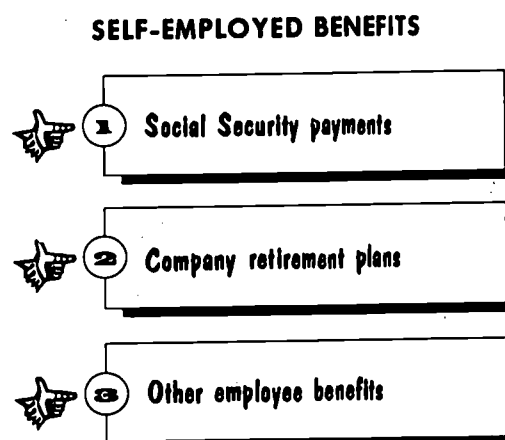 SELF-EMPLOYED BENEFITS
1 Social Security payments
2 Company retirement plans
3 Other employee benefits